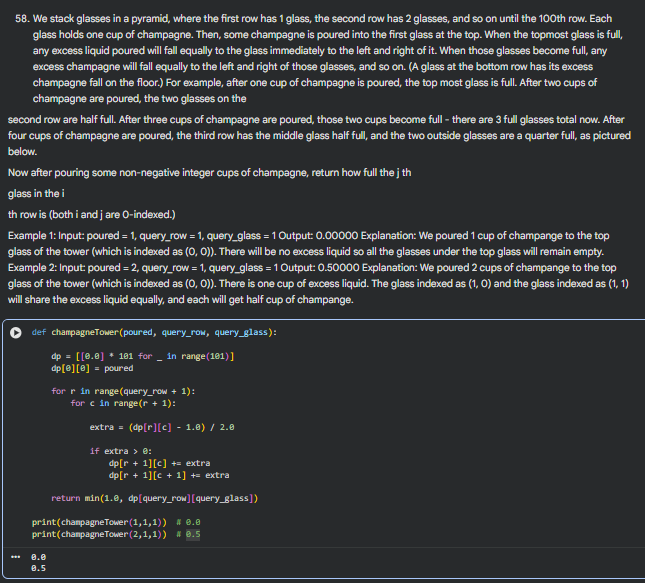 58. We stack glasses in a pyramid, where the first row has 1 glass, the second row has 2 glasses, and so on until the 100th row. Each
glass holds one cup of champagne. Then, some champagne is poured into the first glass at the top. When the topmost glass is full,
any excess liquid poured will fall equally to the glass immediately to the left and right of it. When those glasses become full, any
excess champagne will fall equally to the left and right of those glasses, and so on. (A glass at the bottom row has its excess
champagne fall on the floor.) For example, after one cup of champagne is poured, the top most glass is full. After two cups of
champagne are poured, the two glasses on the
second row are half full. After three cups of champagne are poured, those two cups become full - there are 3 full glasses total now. After
four cups of champagne are poured, the third row has the middle glass half full, and the two outside glasses are a quarter full, as pictured
below.
Now after pouring some non-negative integer cups of champagne, return how full the j th
glass in the i
th row is (both i and j are 0-indexed.)
Example 1: Input: poured = 1, query_row = 1, query_glass = 1 Output: 0.00000 Explanation: We poured 1 cup of champange to the top
glass of the tower (which is indexed as (0, 0)). There will be no excess liquid so all the glasses under the top glass will remain empty.
Example 2: Input: poured = 2, query_row = 1, query_glass = 1 Output: 0.50000 Explanation: We poured 2 cups of champange to the top
glass of the tower (which is indexed as (0, 0)). There is one cup of excess liquid. The glass indexed as (1, 0) and the glass indexed as (1, 1)
will share the excess liquid equally, and each will get half cup of champange.
def champagneTower(poured, query_row, query_glass):
dp = [[0.0] * 101 for _ in range(101)]
dp[0][0] = poured
for r in range(query_row + 1):
for c in range(r + 1):
extra = (dp[r][c] - 1.0) / 2.0
if extra > 0:
dp[r + 1][c] += extra
dp[r + 1][c + 1] += extra
return min(1.0, dp[query_row][query_glass])
print(champagneTower(1,1,1)) # 0.0
print(champagneTower(2,1,1)) # 0.5
... 0.0
0.5